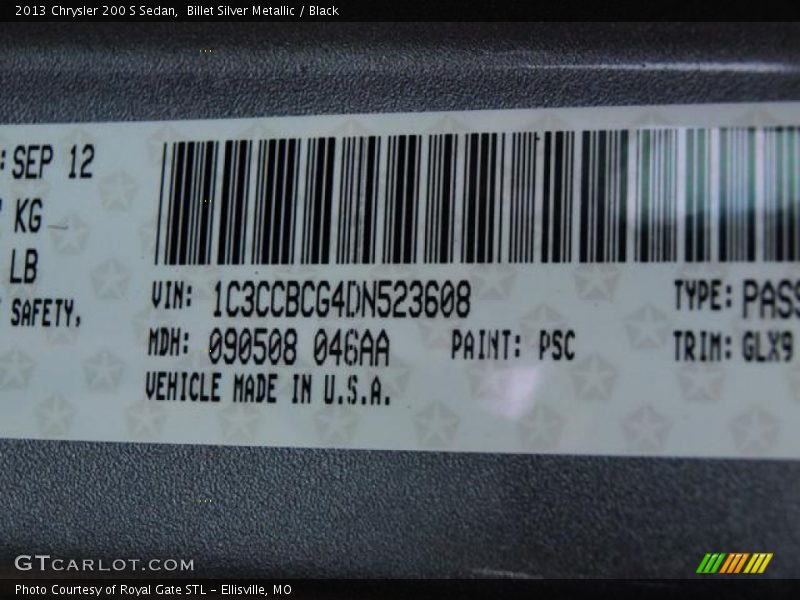 2013 Chrysler 200 S Sedan, Billet Silver Metallic / Black
: SEP 12
KG
LB
SAFETY,
VIN: 1C3CCBCG4DN523608
TYPE: PASS
MDH: 090508 046AA
PAINT: PSC
TRIM: GLX9
VEHICLE MADE IN U.S.A.
GTCARLOT.COM
Photo Courtesy of Royal Gate STL - Ellisville, MO